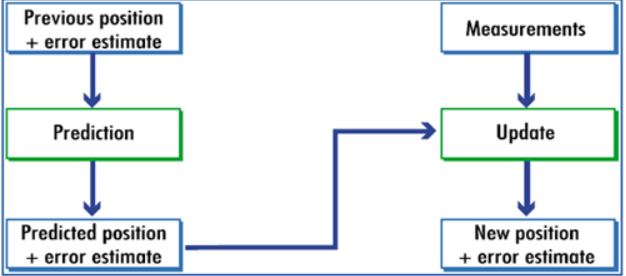 Previous position
+ error estimate
Measurements
Prediction
Update
Predicted position
+ error estimate
New position
+ error estimate